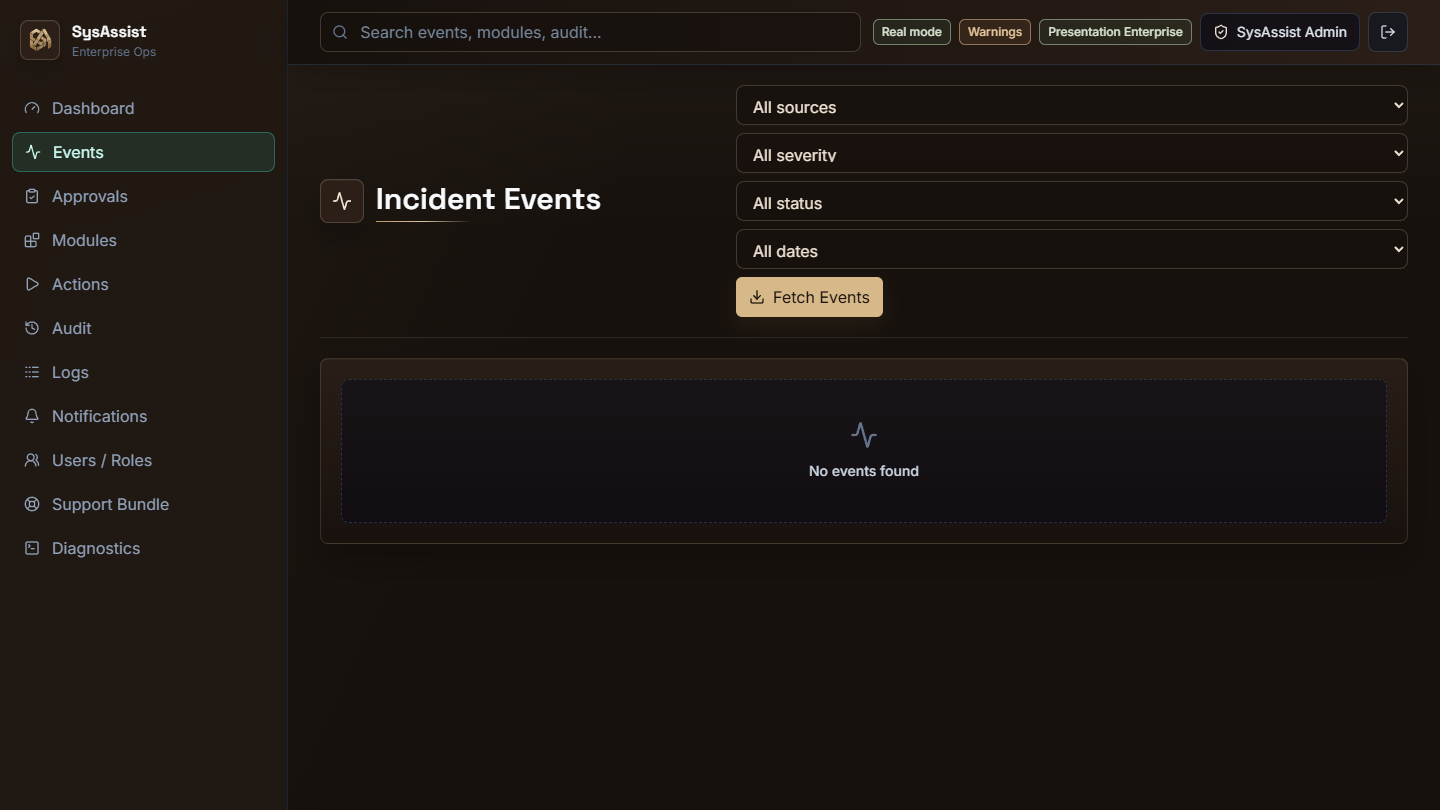 SysAssist
Enterprise Ops
Search events, modules, audit...
Real mode
Warnings
Presentation Enterprise
SysAssist Admin
Dashboard
Events
Approvals
Modules
Actions
Audit
Logs
Notifications
Users / Roles
Support Bundle
Diagnostics
Incident Events
All sources
All severity
All status
All dates
Fetch Events
No events found